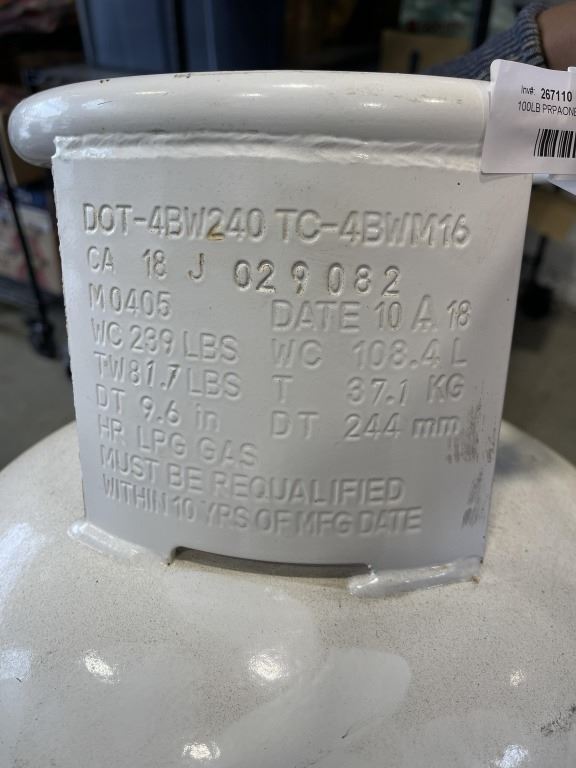 Inv#: 267110
100LB PRPAONE
DOT-4BW240 TC-4BWM16
CA 18 J 029082
M0405 DATE 10 A 18
WC 239 LBS WC 108.4 L
TW 81.7 LBS T 37.1 KG
DT 9.6 in DT 244 mm
HR LPG GAS
MUST BE REQUALIFIED
WITHIN 10 YRS OF MFG DATE